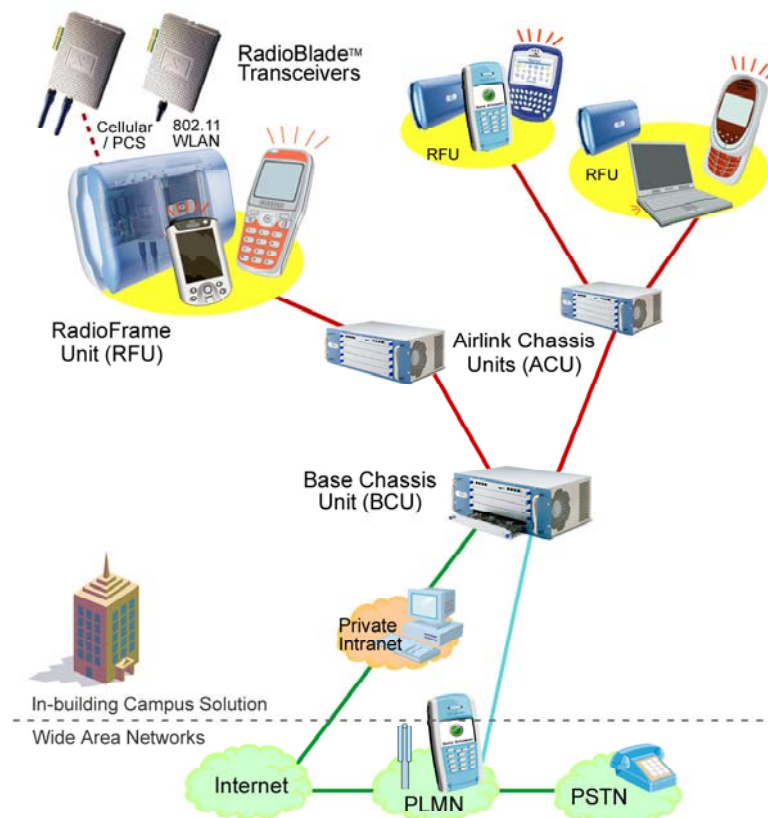 RadioBlade™
Transceivers
Cellular
/ PCS
802.11
WLAN
RFU
RFU
RadioFrame
Unit (RFU)
Airlink Chassis
Units (ACU)
Base Chassis
Unit (BCU)
Private
Intranet
In-building Campus Solution
Wide Area Networks
Internet
PLMN
PSTN